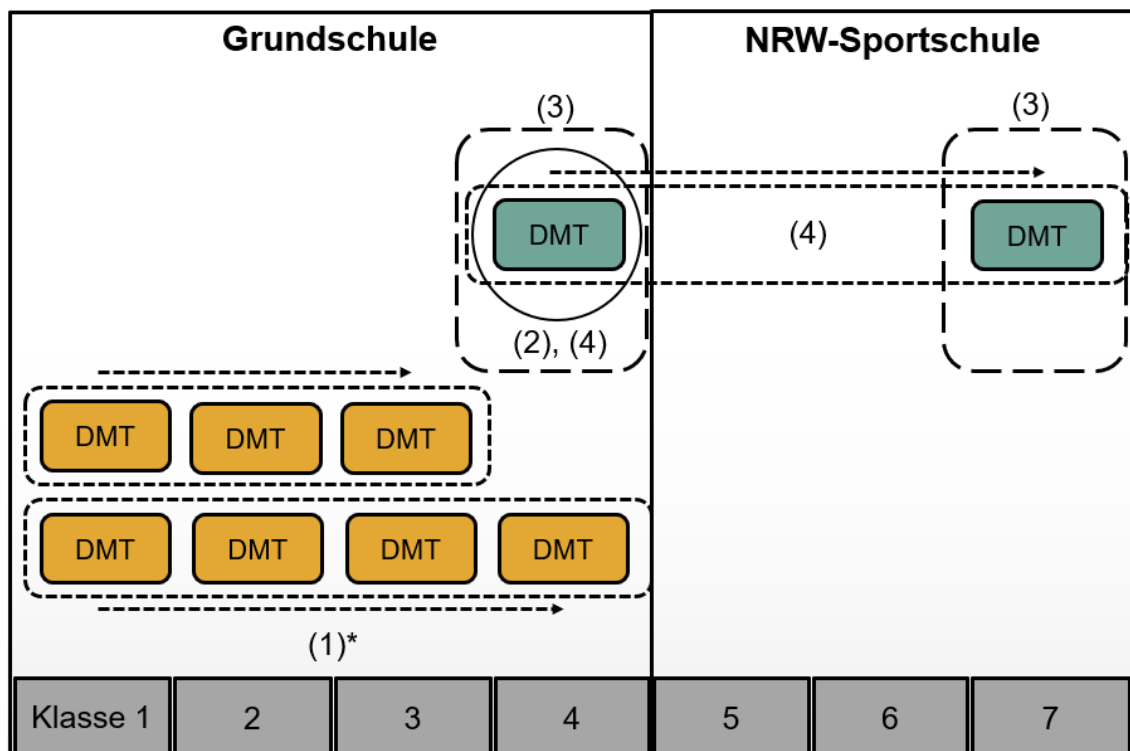 Grundschule
NRW-Sportschule
(3)
(3)
DMT
(4)
DMT
(2), (4)
DMT
DMT
DMT
DMT
DMT
DMT
DMT
(1)*
Klasse 1
2
3
4
5
6
7